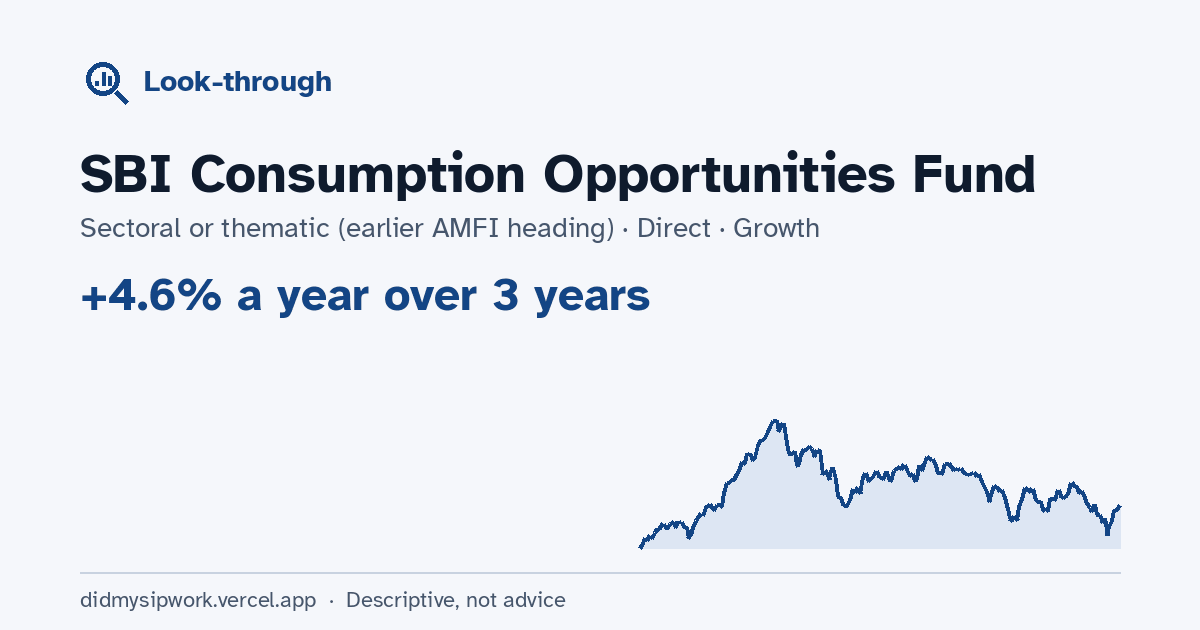 Look-through
SBI Consumption Opportunities Fund
Sectoral or thematic (earlier AMFI heading) · Direct · Growth
+4.6% a year over 3 years
didmysipwork.vercel.app · Descriptive, not advice